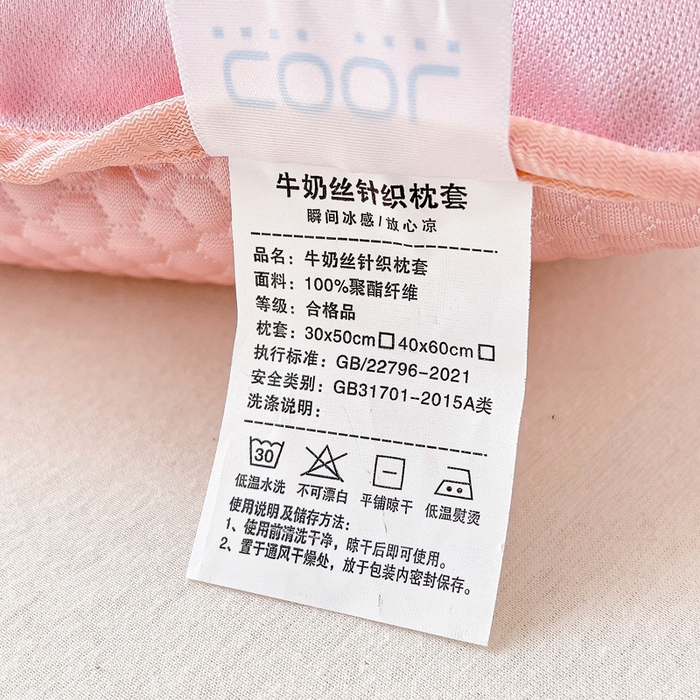 COOL
牛奶丝针织枕套
瞬间冰感/放心凉
品名：牛奶丝针织枕套
面料：100%聚酯纤维
等级：合格品
枕套：30x50cm□ 40x60cm□
执行标准：GB/22796-2021
安全类别：GB31701-2015A类
洗涤说明：
30
低温水洗 不可漂白 平铺晾干 低温熨烫
使用说明及储存方法：
1、使用前清洗干净，晾干后即可使用。
2、置于通风干燥处，放于包装内密封保存。